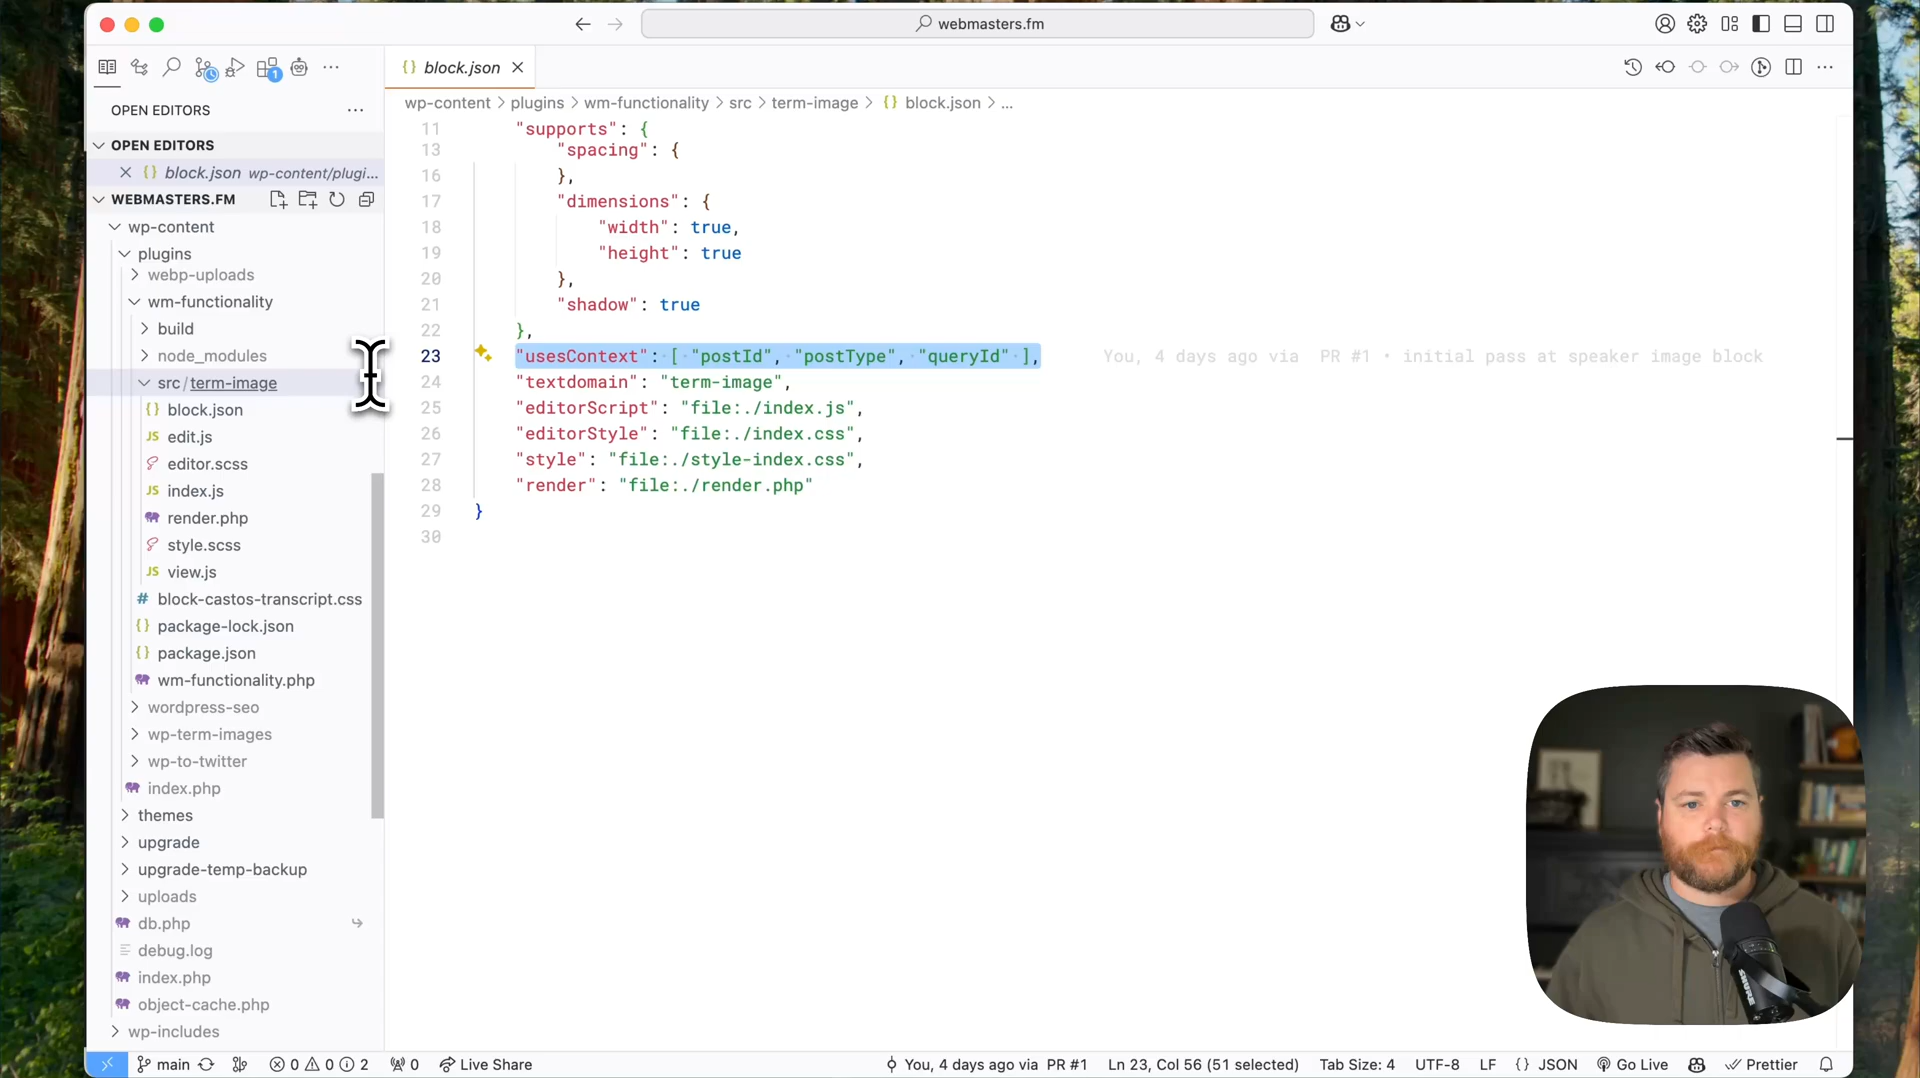 webmasters.fm
block.json
OPEN EDITORS
OPEN EDITORS
block.json wp-content/plugi...
WEBMASTERS.FM
wp-content
plugins
webp-uploads
wm-functionality
build
node_modules
src/term-image
block.json
edit.js
editor.scss
index.js
render.php
style.scss
view.js
block-castos-transcript.css
package-lock.json
package.json
wm-functionality.php
wordpress-seo
wp-term-images
wp-to-twitter
index.php
themes
upgrade
upgrade-temp-backup
uploads
db.php
debug.log
index.php
object-cache.php
wp-includes
wp-content > plugins > wm-functionality > src > term-image > {} block.json > ...
11 "supports": {
13 "spacing": {
16 },
17 "dimensions": {
18 "width": true,
19 "height": true
20 },
21 "shadow": true
22 },
23 "usesContext": [ "postId", "postType", "queryId" ], You, 4 days ago via PR #1 • initial pass at speaker image block
24 "textdomain": "term-image",
25 "editorScript": "file:./index.js",
26 "editorStyle": "file:./index.css",
27 "style": "file:./style-index.css",
28 "render": "file:./render.php"
29 }
30
SHURE
main 0 0 2 0 Live Share You, 4 days ago via PR #1 Ln 23, Col 56 (51 selected) Tab Size: 4 UTF-8 LF {} JSON Go Live Prettier